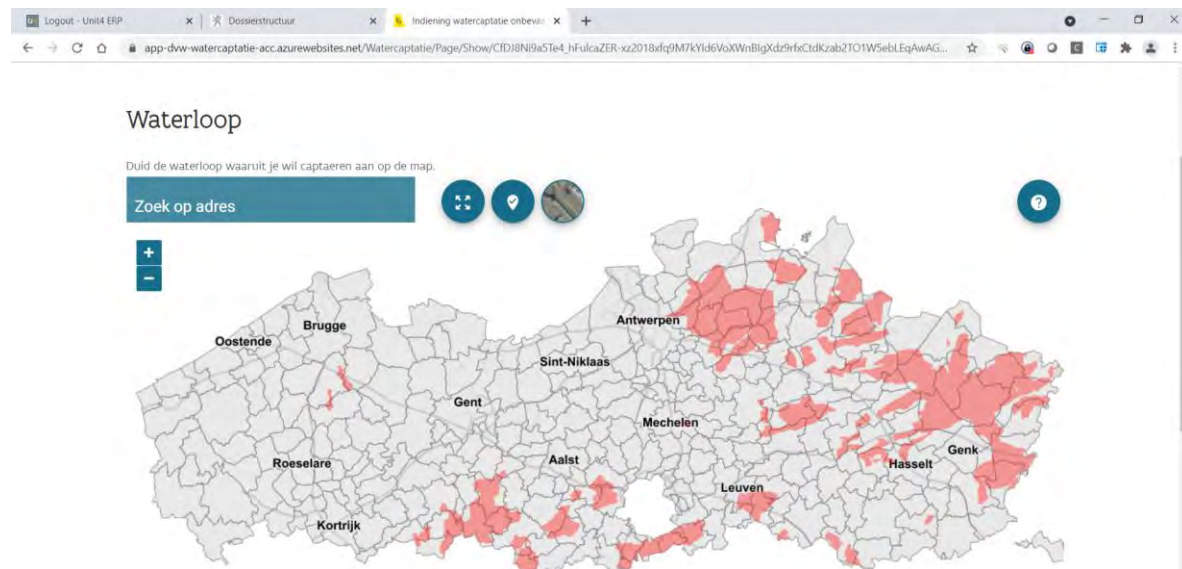 Logout - Unit4 ERP
Dossierstructuur
Indiening watercaptatie onbeva
app-dvw-watercaptatie-acc.azurewebsites.net/Watercaptatie/Page/Show/
Waterloop
Duid de waterloop waaruit je wil captaeren aan op de map.
Zoek op adres
+
−
Antwerpen
Brugge
Oostende
Sint-Niklaas
Gent
Mechelen
Genk
Aalst
Roeselare
Hasselt
Leuven
Kortrijk